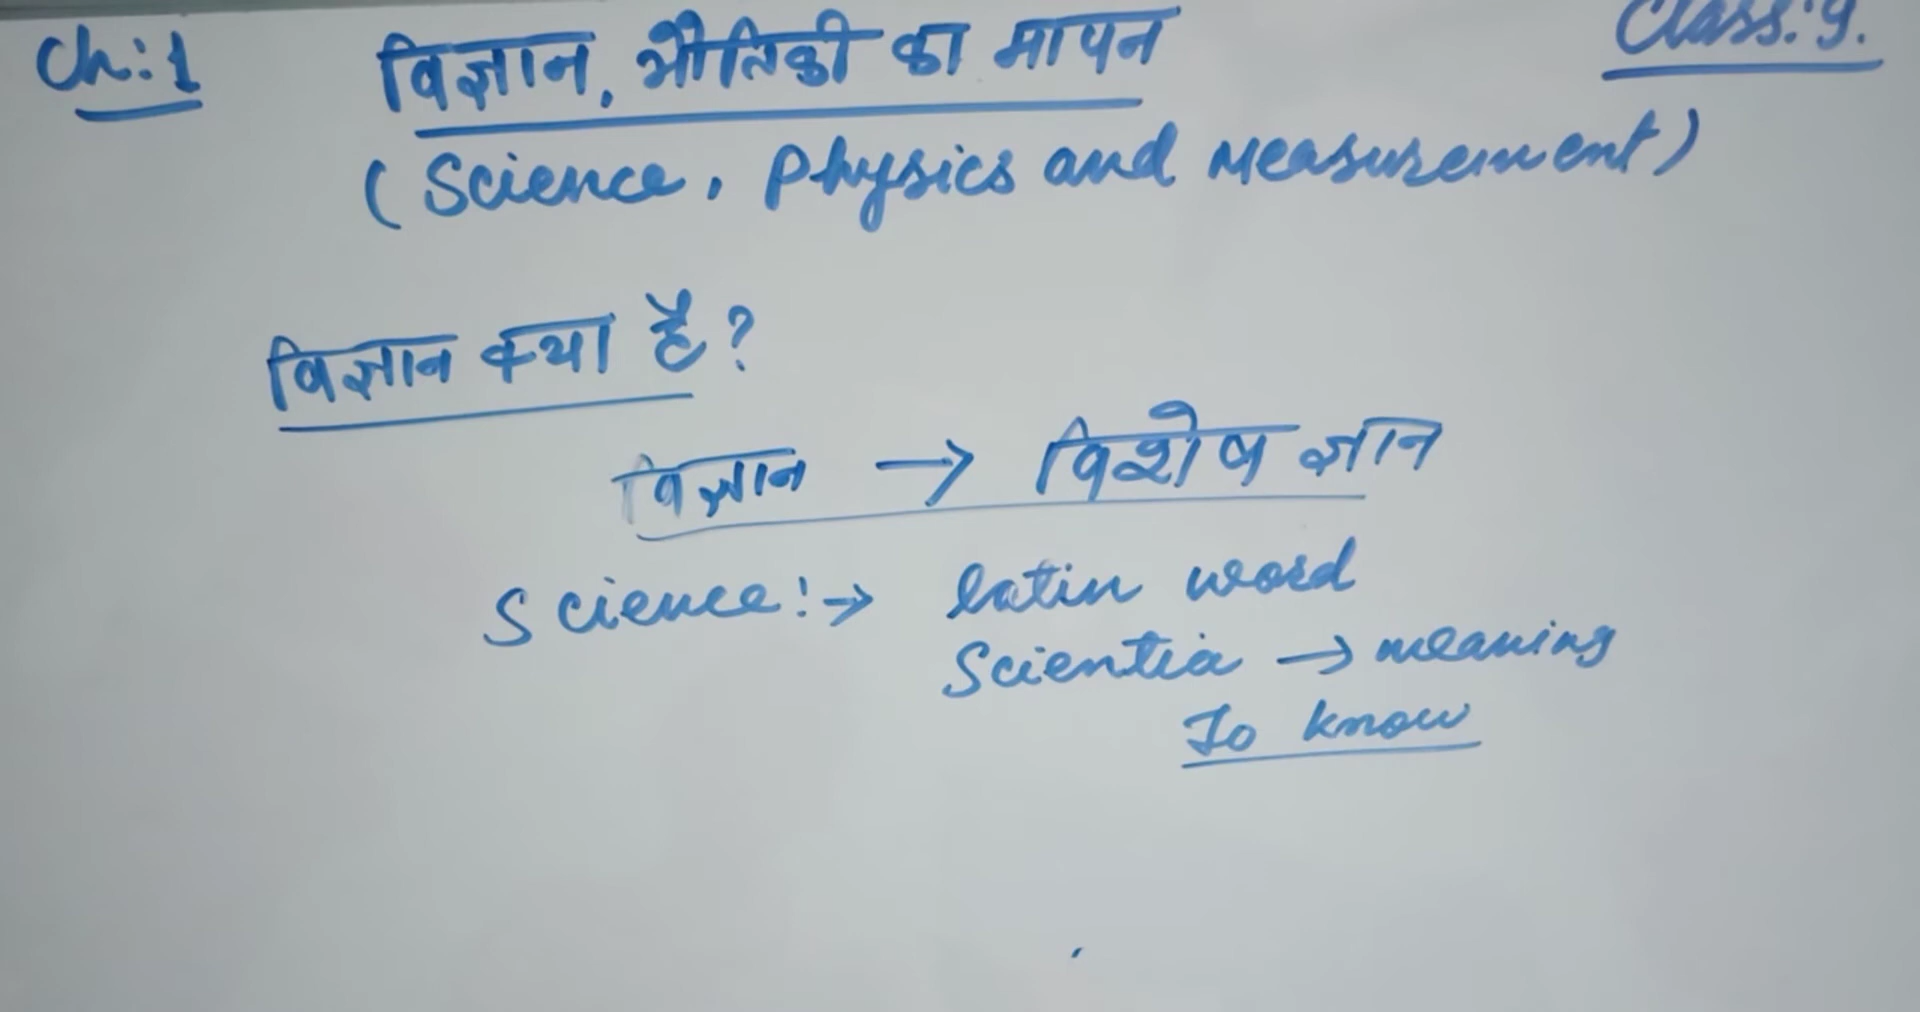 Ch:1 विज्ञान, भौतिकी का मापन Class:9.
(Science, Physics and Measurement)
विज्ञान क्या है?
विज्ञान → विशेष ज्ञान
Science:→ latin word
Scientia → meaning
To know